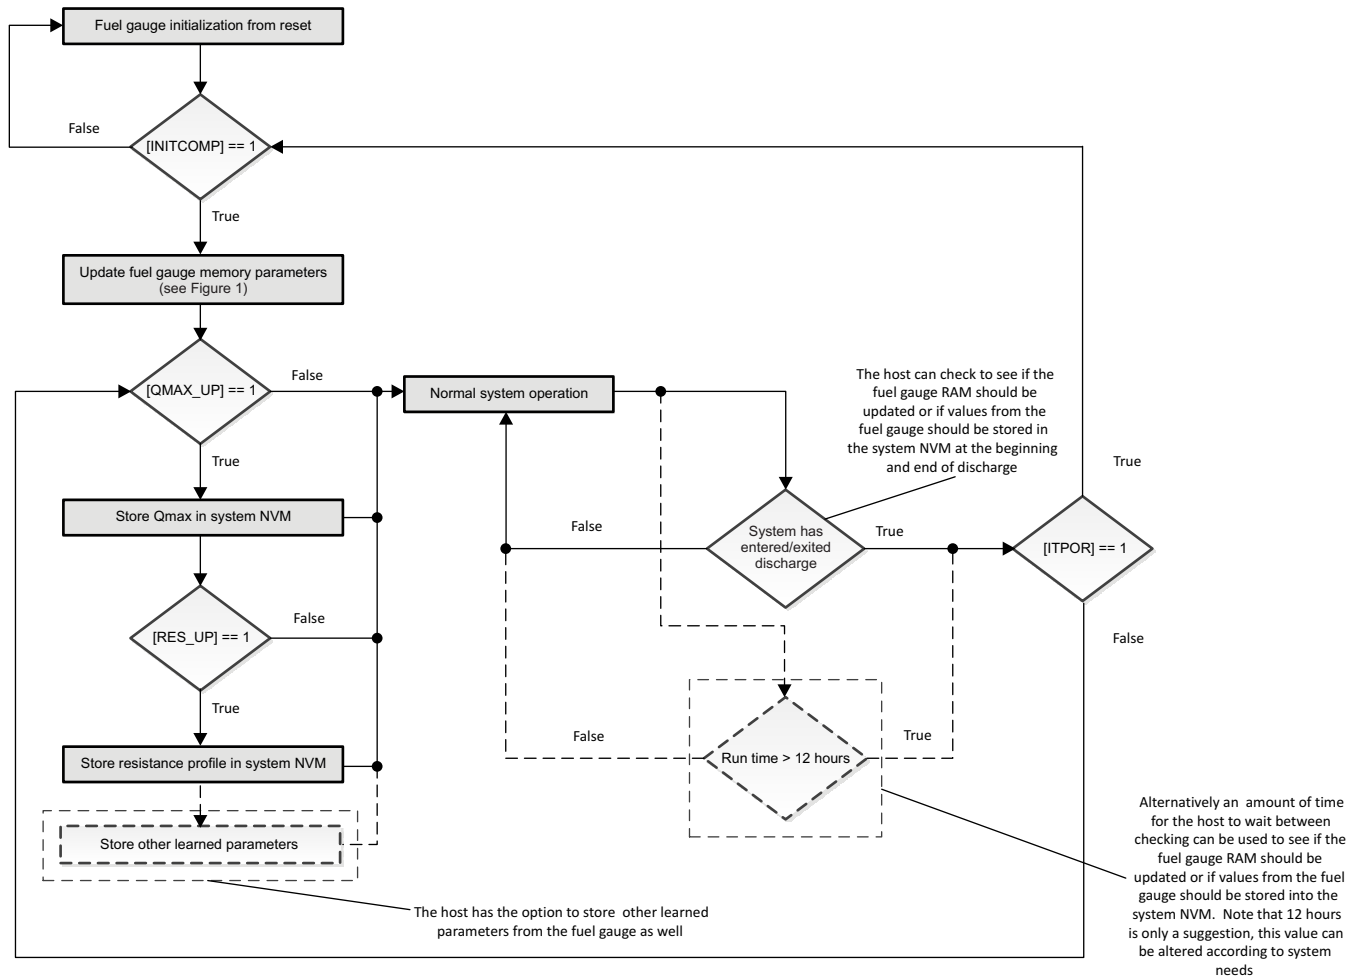 Fuel gauge initialization from reset
False
[INITCOMP] == 1
True
Update fuel gauge memory parameters
(see Figure 1)
[QMAX_UP] == 1
False
True
Normal system operation
The host can check to see if the
fuel gauge RAM should be
updated or if values from the
fuel gauge should be stored in
the system NVM at the beginning
and end of discharge
Store Qmax in system NVM
False
System has
entered/exited
discharge
True
True
[ITPOR] == 1
False
[RES_UP] == 1
False
True
Store resistance profile in system NVM
False
Run time > 12 hours
True
Store other learned parameters
The host has the option to store other learned
parameters from the fuel gauge as well
Alternatively an amount of time
for the host to wait between
checking can be used to see if the
fuel gauge RAM should be
updated or if values from the fuel
gauge should be stored into the
system NVM. Note that 12 hours
is only a suggestion, this value can
be altered according to system
needs